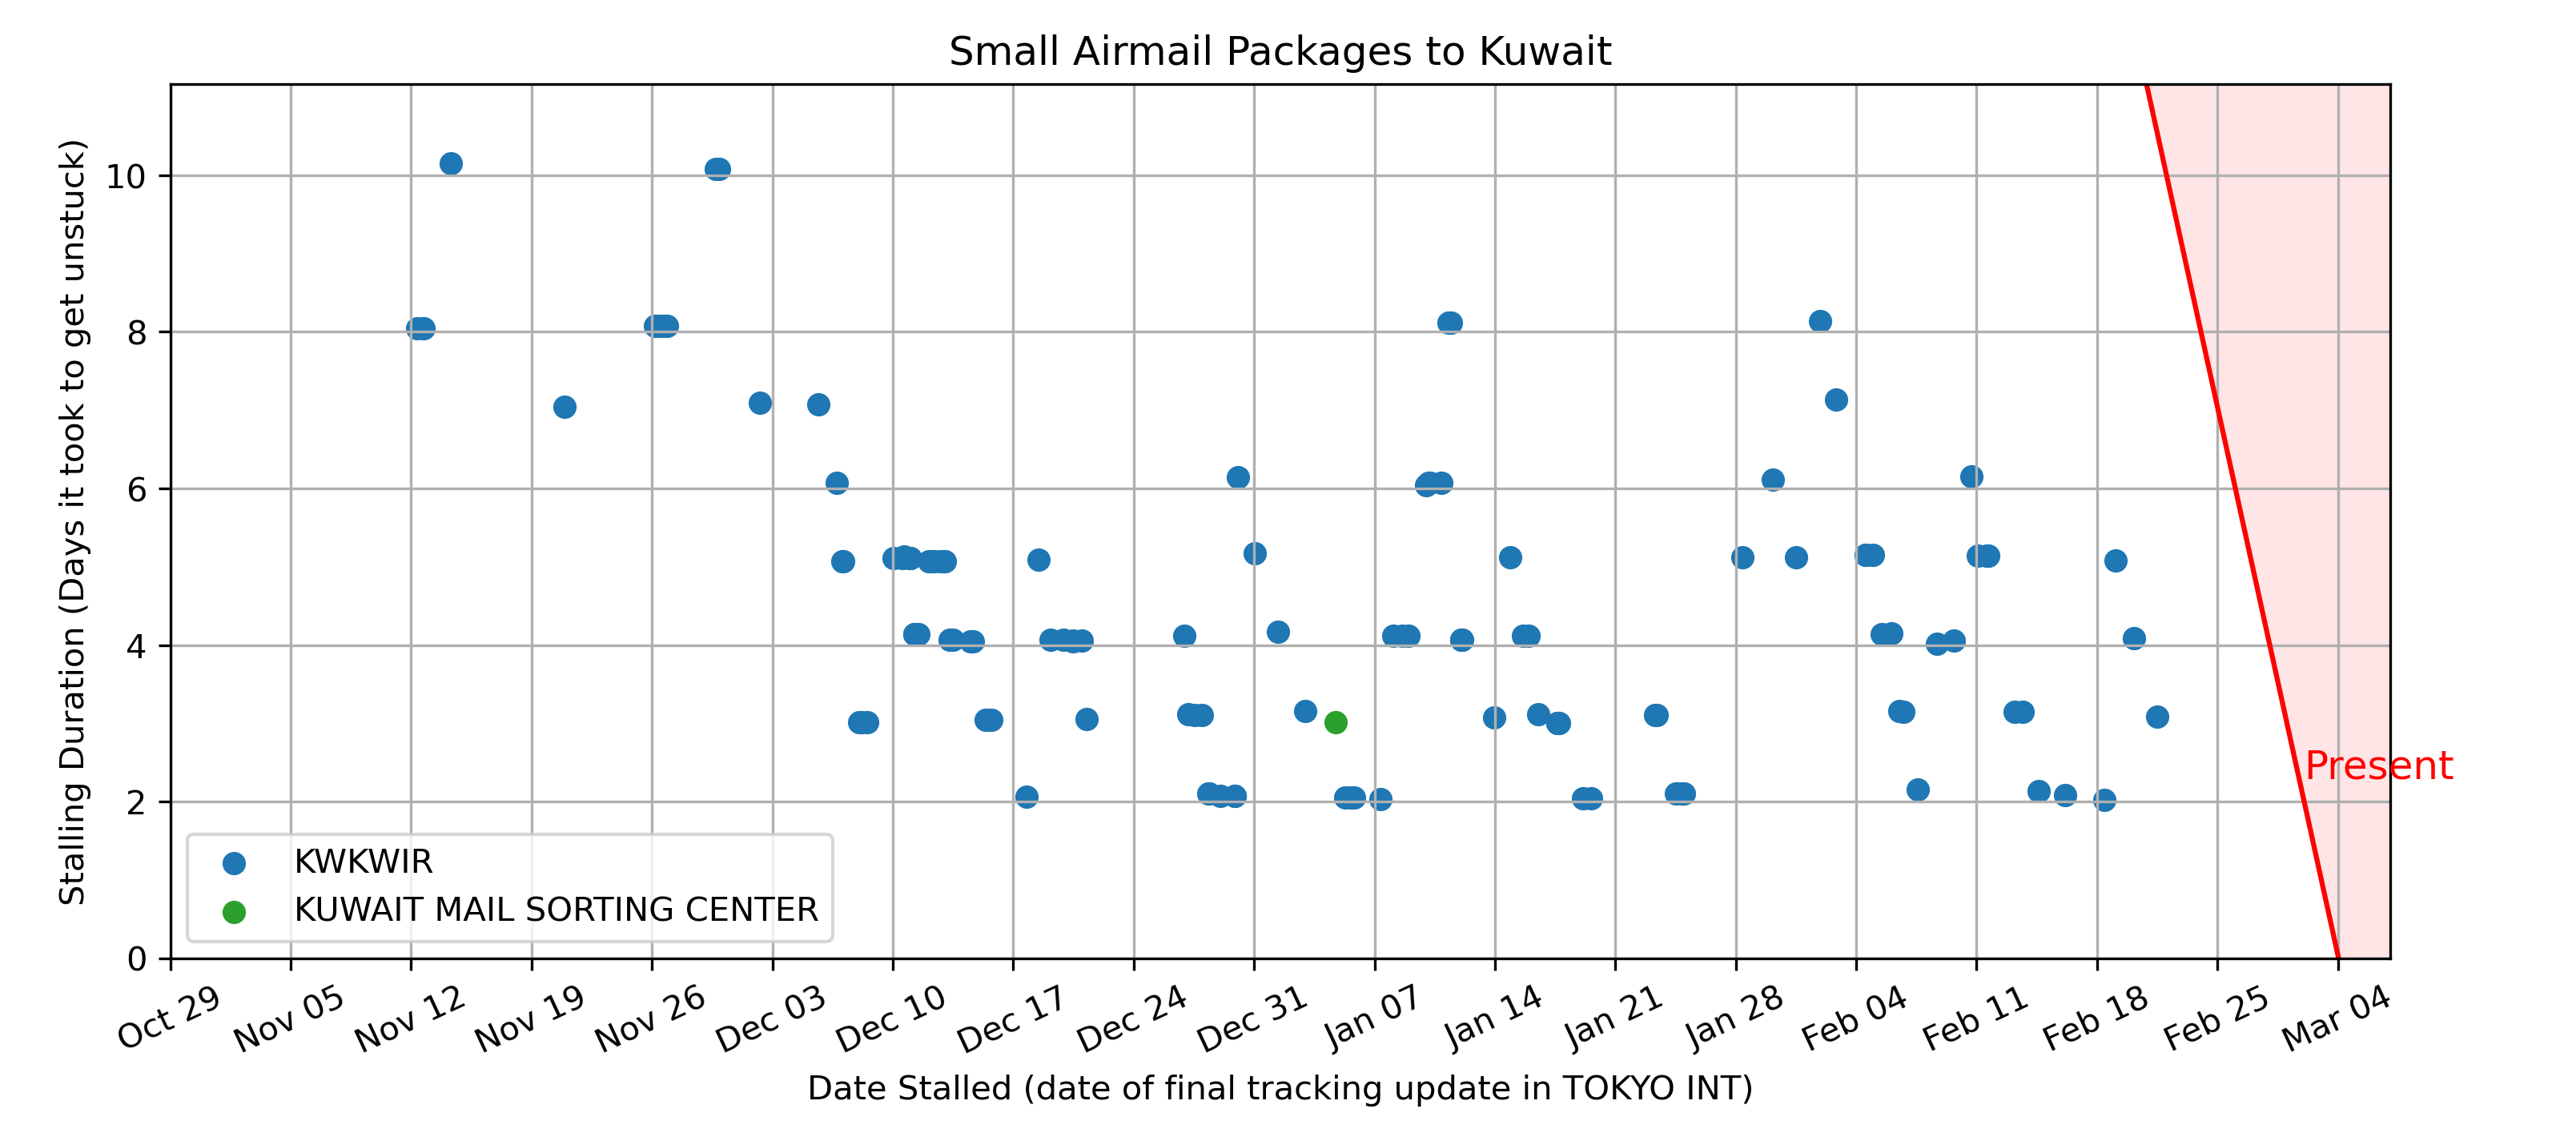 Small Airmail Packages to Kuwait
Stalling Duration (Days it took to get unstuck)
10
8
6
4
2
0
Present
KWKWIR
KUWAIT MAIL SORTING CENTER
Oct 29
Nov 05
Nov 12
Nov 19
Nov 26
Dec 03
Dec 10
Dec 17
Dec 24
Dec 31
Jan 07
Jan 14
Jan 21
Jan 28
Feb 04
Feb 11
Feb 18
Feb 25
Mar 04
Date Stalled (date of final tracking update in TOKYO INT)